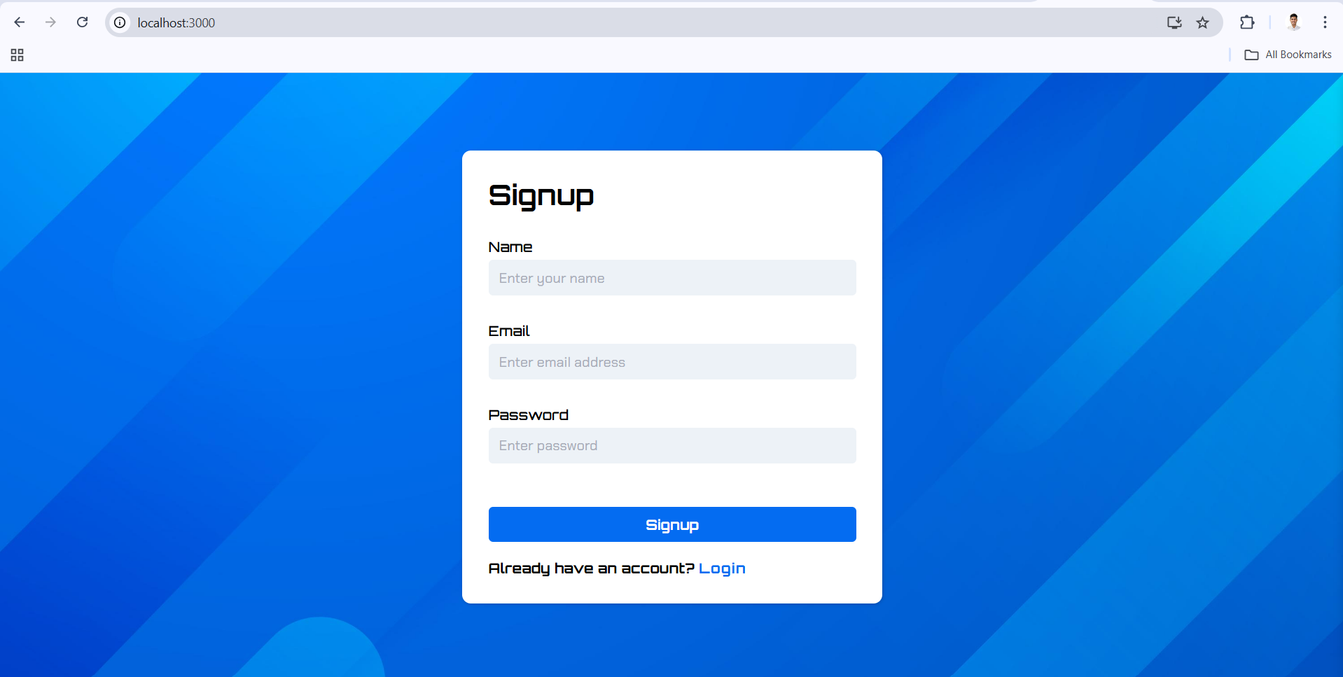 localhost:3000
All Bookmarks
Signup
Name
Enter your name
Email
Enter email address
Password
Enter password
Signup
Already have an account? Login